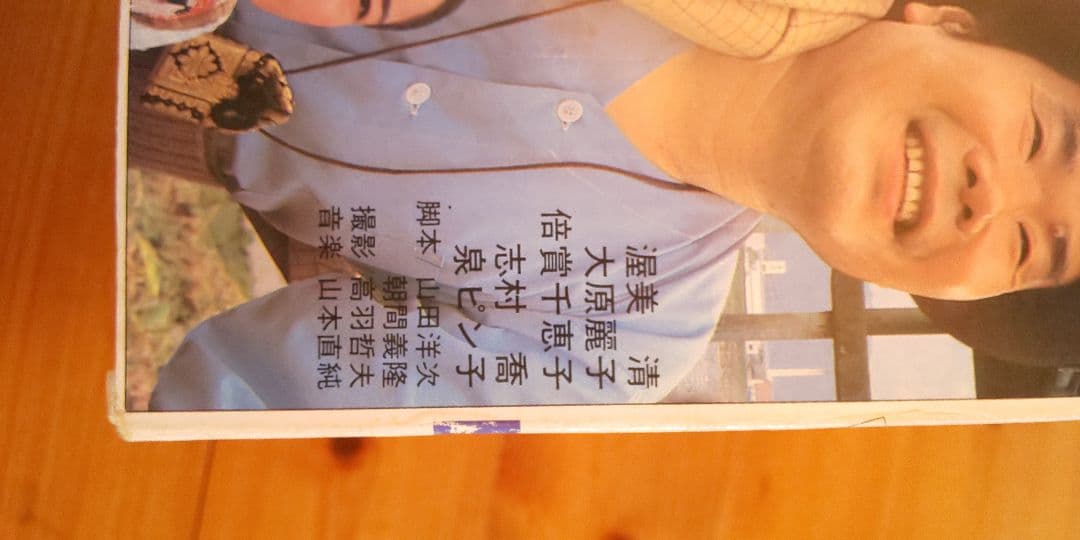 渥美　清
大原麗子
倍賞千恵子
志村　喬
泉ピン子
脚本　山田洋次
朝間義隆
撮影　高羽哲夫
音楽　山本直純